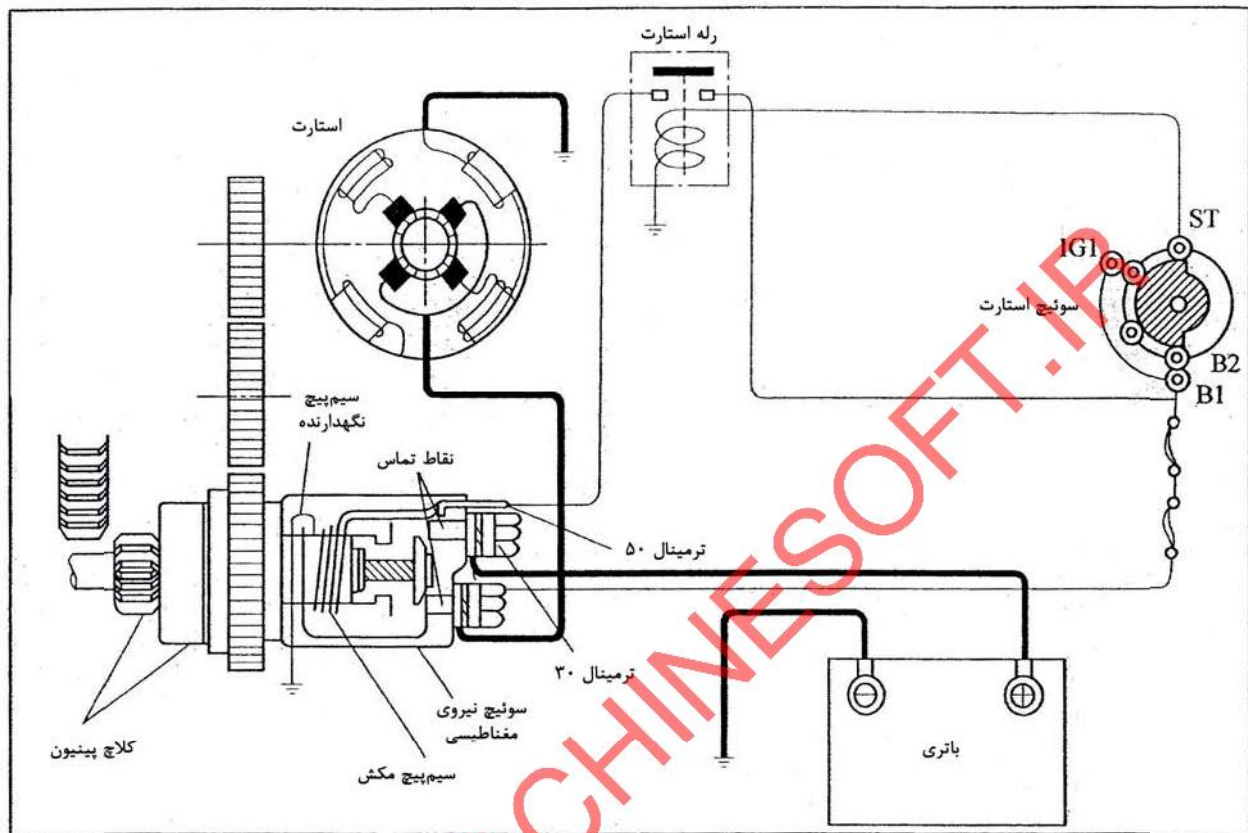 رله استارت
استارت
ST
IG1
سوئیچ استارت
B2
B1
سیم‌پیچ
نگهدارنده
نقاط تماس
ترمینال ۵۰
ترمینال ۳۰
سوئیچ نیروی
مغناطیسی
سیم‌پیچ مکش
کلاچ پینیون
باتری
CHINESOFT.IR